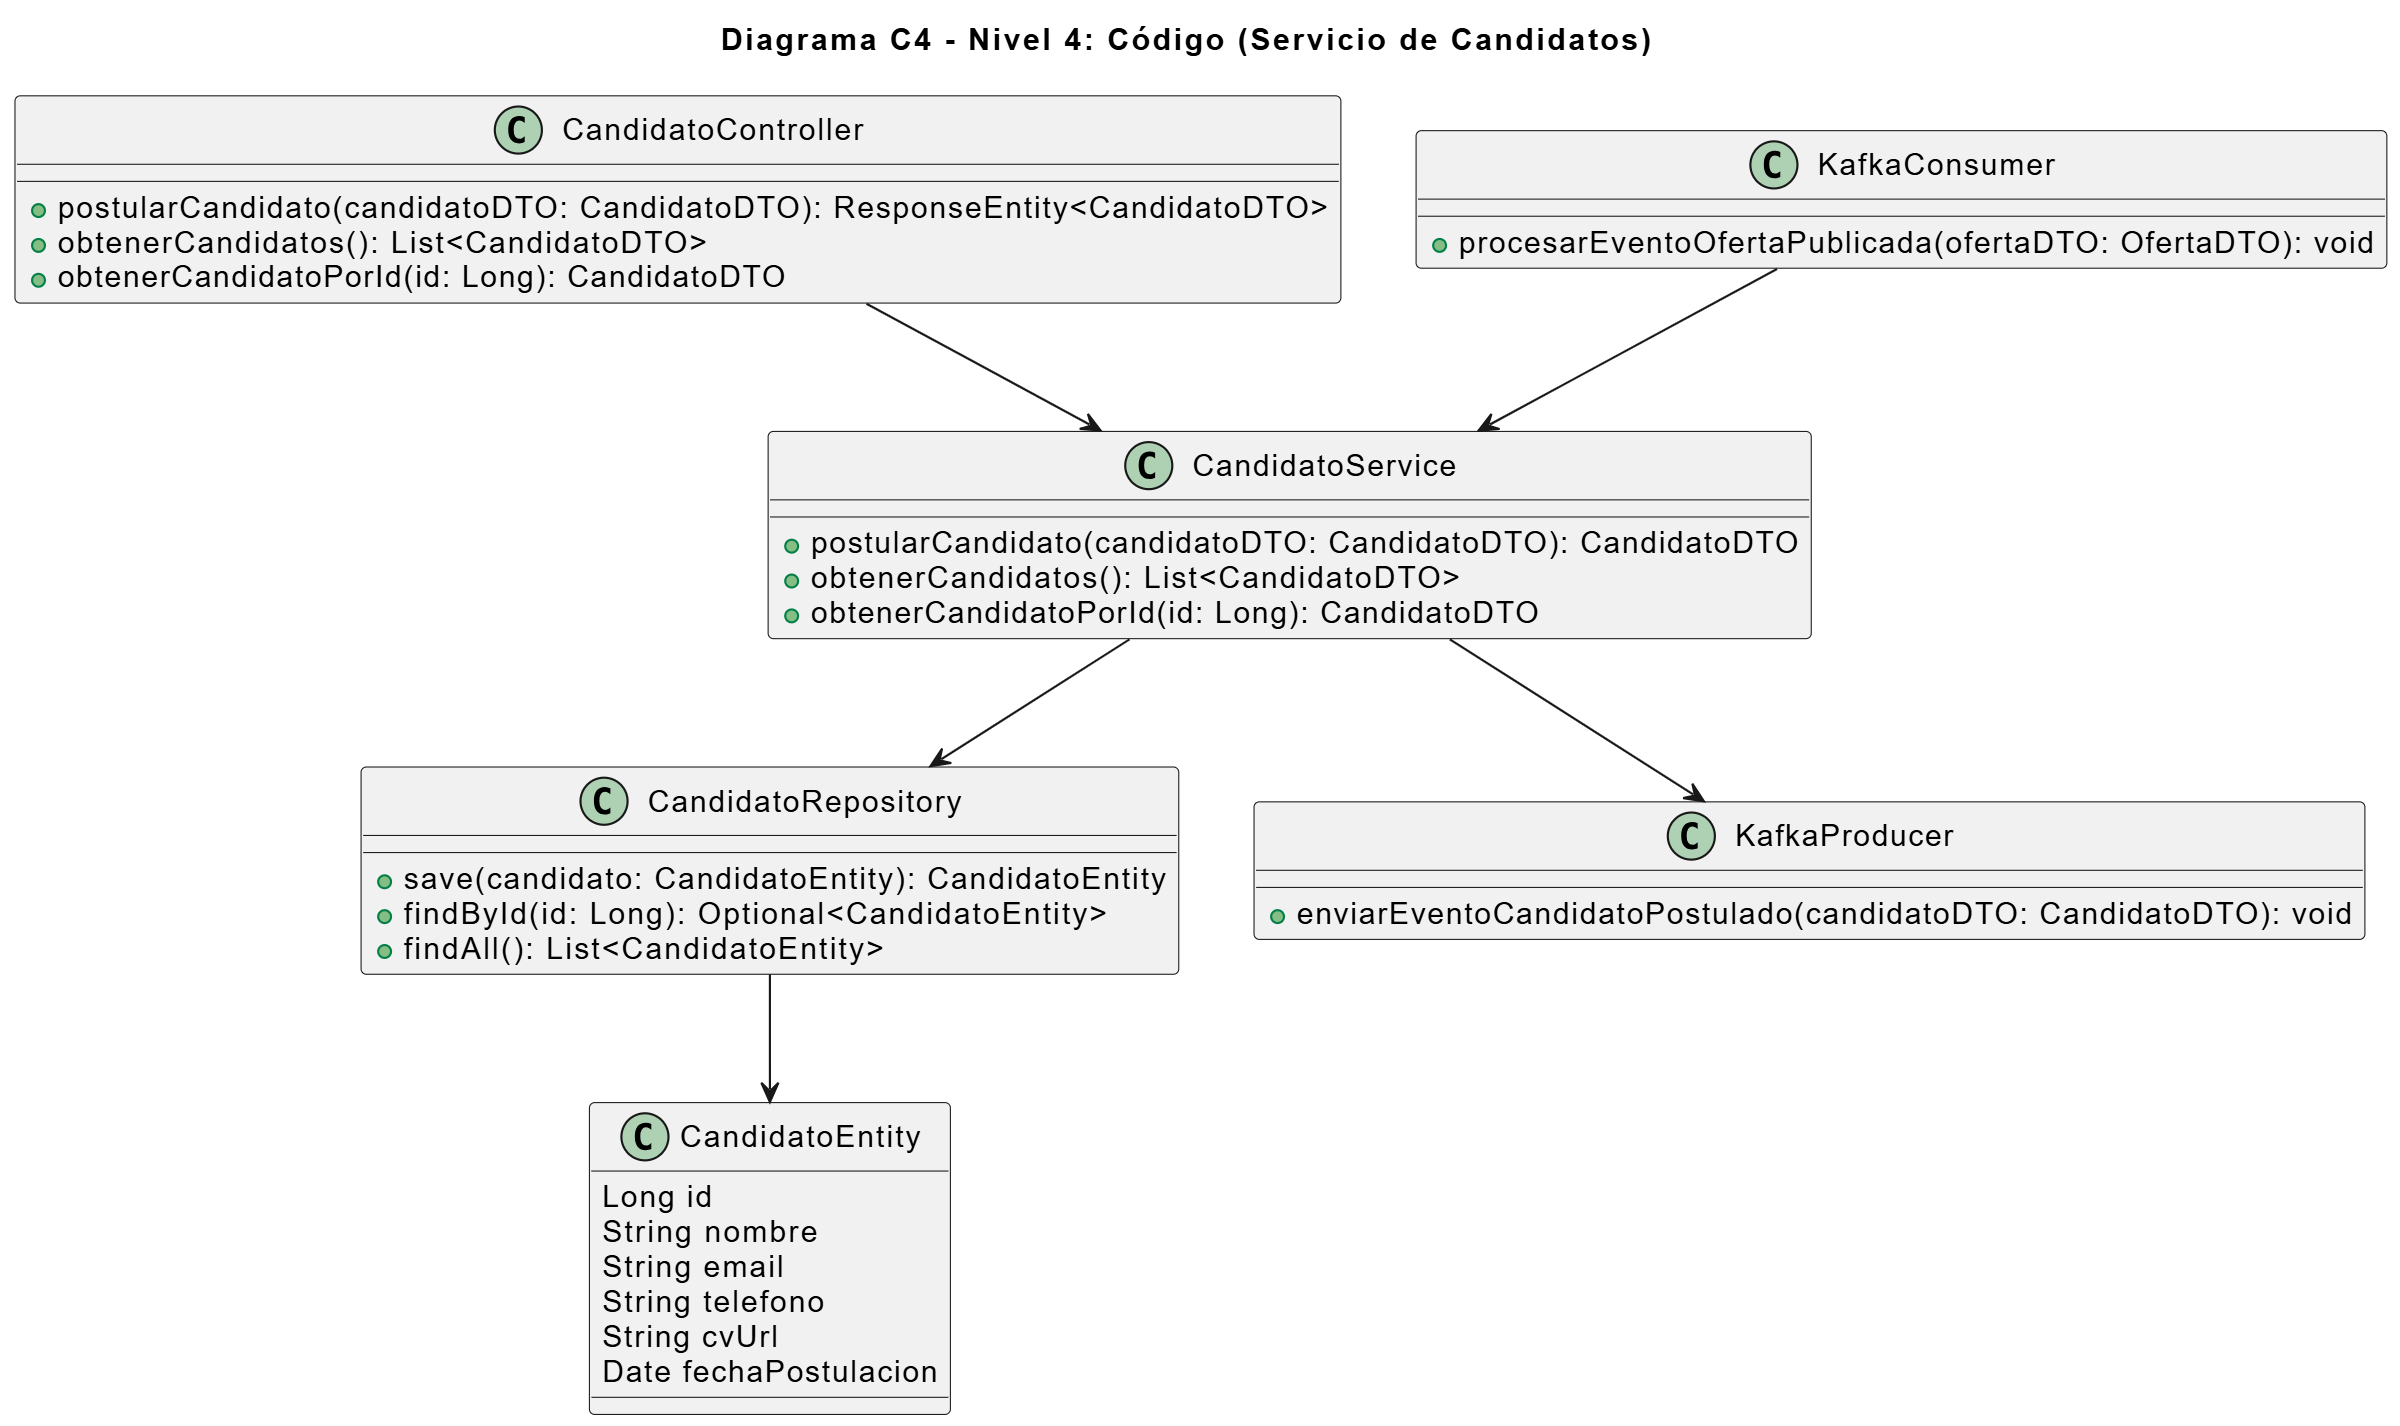 Diagrama C4 - Nivel 4: Código (Servicio de Candidatos)
C CandidatoController
postularCandidato(candidatoDTO: CandidatoDTO): ResponseEntity<CandidatoDTO>
obtenerCandidatos(): List<CandidatoDTO>
obtenerCandidatoPorId(id: Long): CandidatoDTO
C KafkaConsumer
procesarEventoOfertaPublicada(ofertaDTO: OfertaDTO): void
C CandidatoService
postularCandidato(candidatoDTO: CandidatoDTO): CandidatoDTO
obtenerCandidatos(): List<CandidatoDTO>
obtenerCandidatoPorId(id: Long): CandidatoDTO
C CandidatoRepository
save(candidato: CandidatoEntity): CandidatoEntity
findById(id: Long): Optional<CandidatoEntity>
findAll(): List<CandidatoEntity>
C KafkaProducer
enviarEventoCandidatoPostulado(candidatoDTO: CandidatoDTO): void
C CandidatoEntity
Long id
String nombre
String email
String telefono
String cvUrl
Date fechaPostulacion